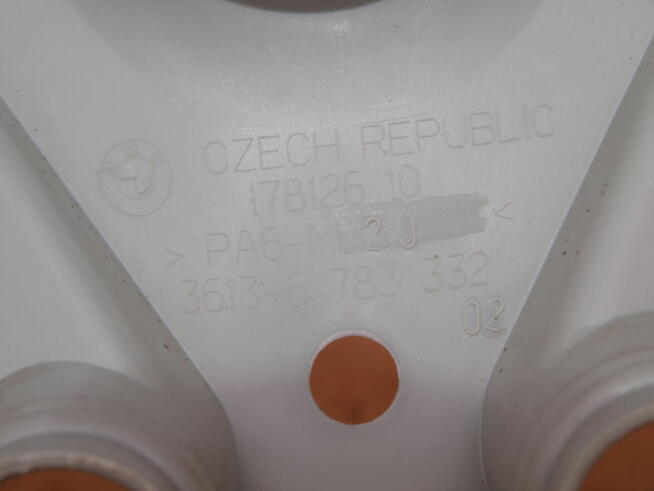 CZECH REPUBLIC
178126 10
> PA6-M 20 <
3613-6 783 332
02